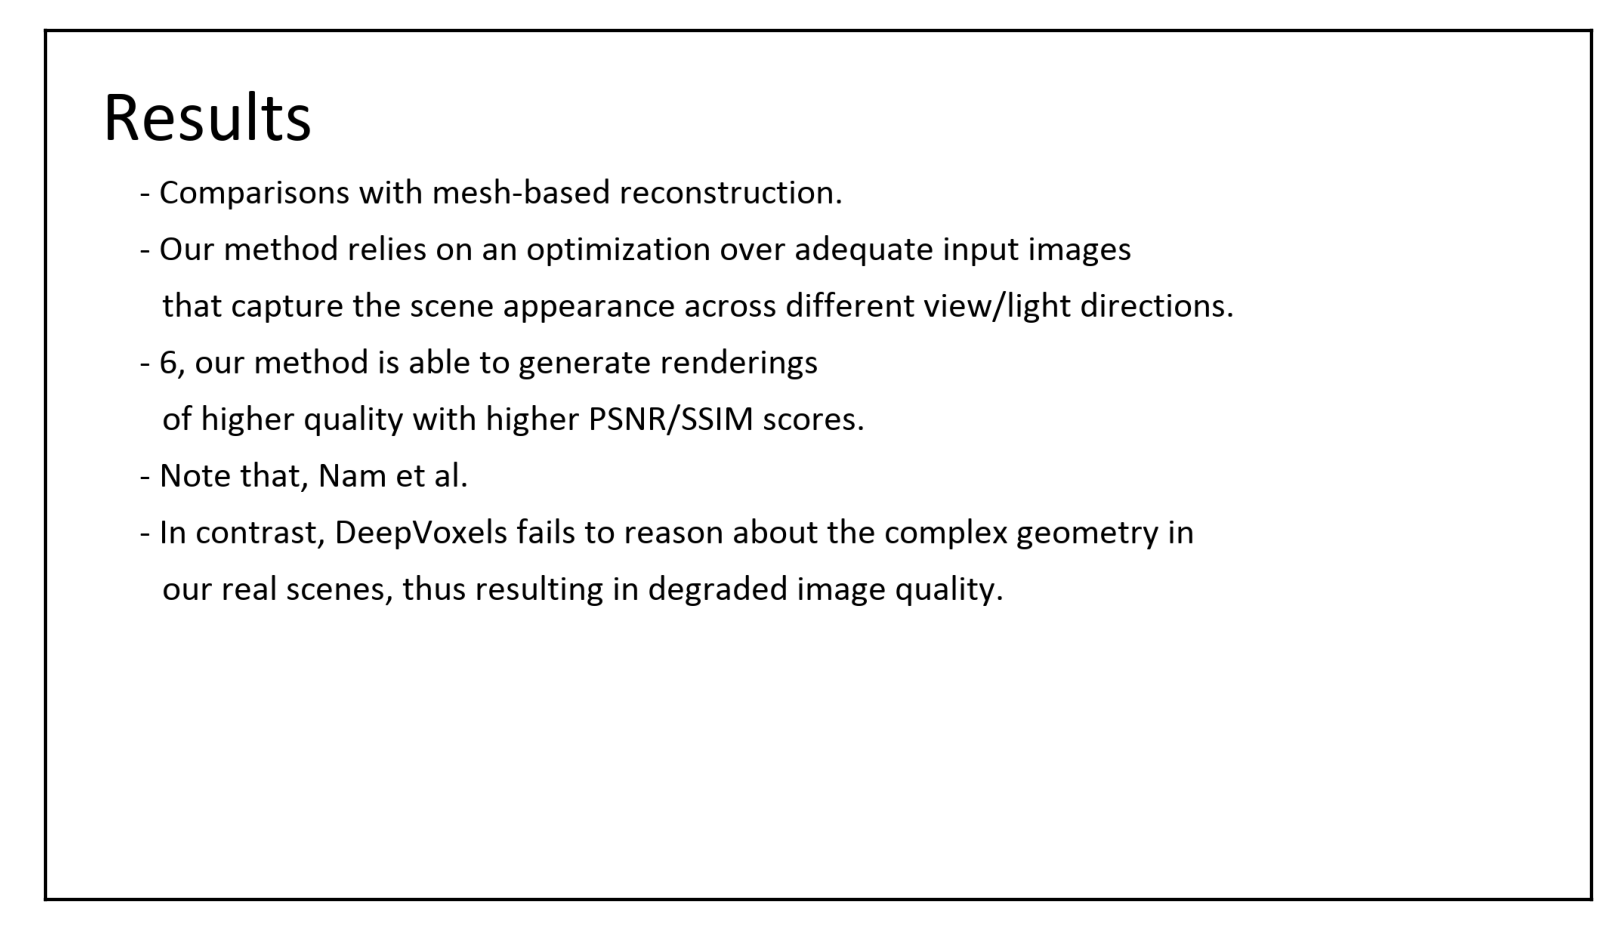 Results
- Comparisons with mesh-based reconstruction.
- Our method relies on an optimization over adequate input images
that capture the scene appearance across different view/light directions.
- 6, our method is able to generate renderings
of higher quality with higher PSNR/SSIM scores.
- Note that, Nam et al.
- In contrast, DeepVoxels fails to reason about the complex geometry in
our real scenes, thus resulting in degraded image quality.